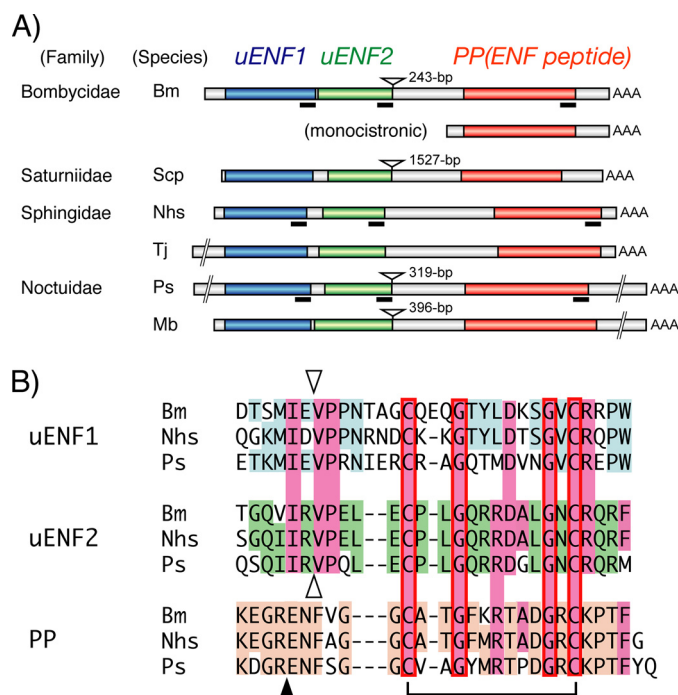 A)
(Family) (Species) uENF1 uENF2 PP(ENF peptide)
Bombycidae Bm 243-bp AAA
(monocistronic) AAA
Saturniidae Scp 1527-bp AAA
Sphingidae Nhs AAA
Tj AAA
Noctuidae Ps 319-bp AAA
Mb 396-bp AAA
B)
Bm DTSMIEVPPNTAGCQEQGTYLDKSGVCRRPW
uENF1 Nhs QGKMIDVPPNRNDCK-KGTYLDTSGVCRQPW
Ps ETKMIDVPRNIERCR-AGQTMDVNGVCREPW
Bm TGQVIRVPEL--ECP-LGQRRDALGNCRQRF
uENF2 Nhs SGQIIRVPEL--ECP-LGQRRDALGNCRQRF
Ps QSQIIRVPQL--ECP-LGQRRDGLGNCRQRM
Bm KEGRENFVG---GCA-TGFKRTADGRCKPTF
PP Nhs KEGRENFAG---GCA-TGFMRTADGRCKPTFG
Ps KDGRENFSG---GCVAGYMRTPDGRCKPTFYQ